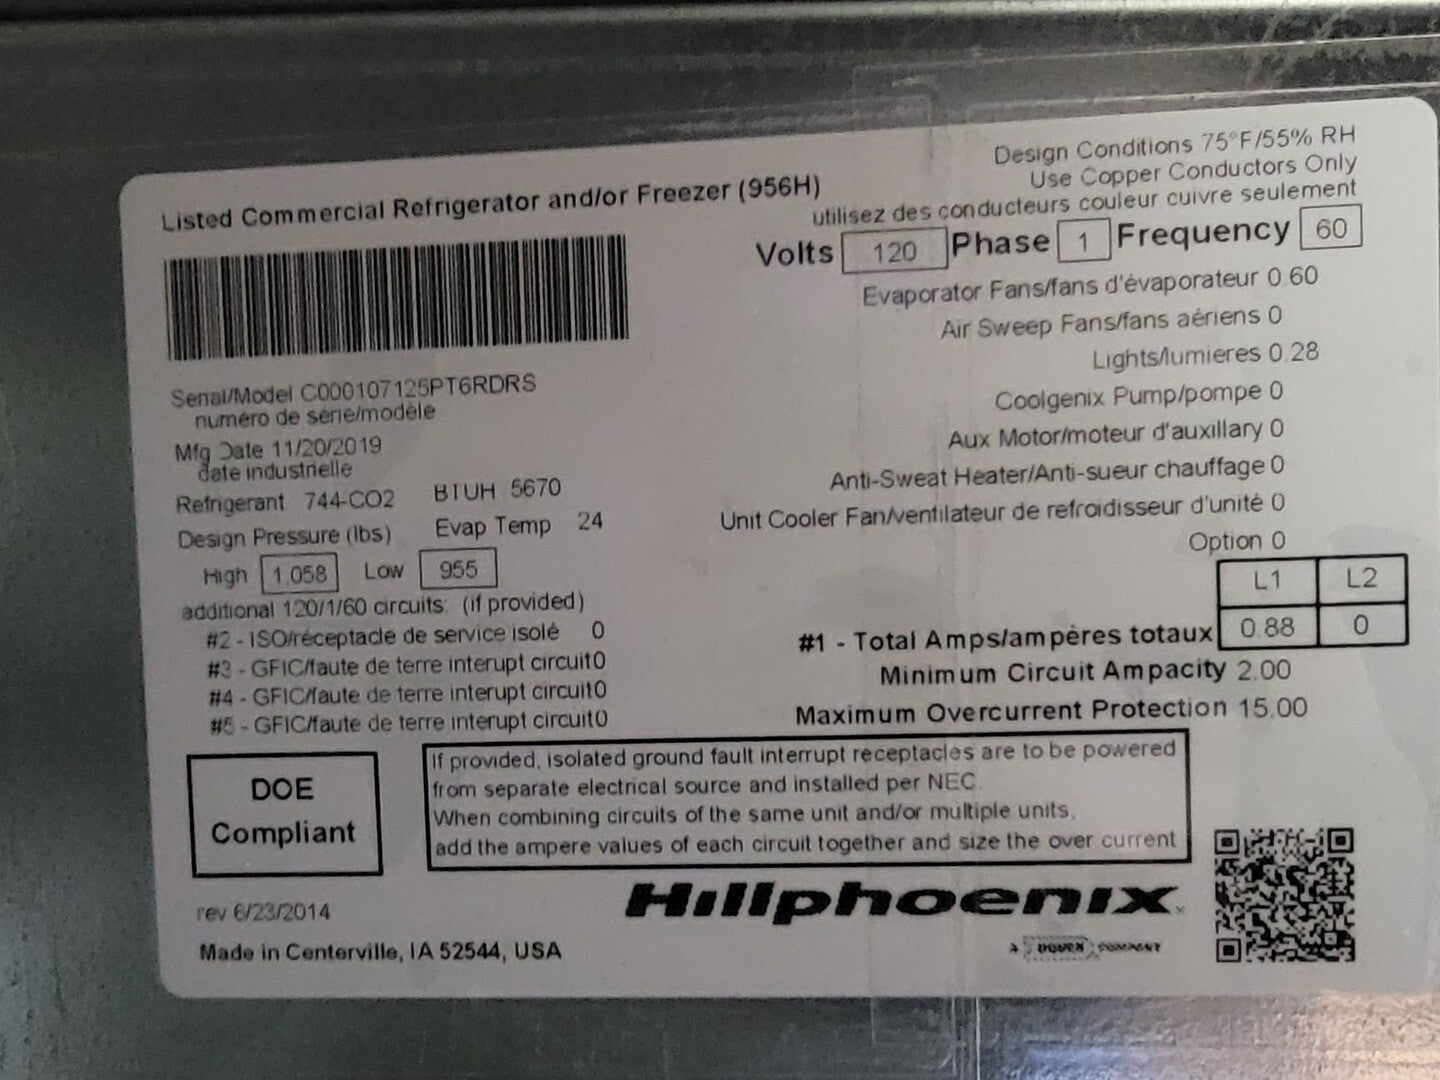 Listed Commercial Refrigerator and/or Freezer (956H)
Design Conditions 75°F/55% RH
Use Copper Conductors Only
utilisez des conducteurs couleur cuivre seulement
Volts 120 Phase 1 Frequency 60
Evaporator Fans/fans d'évaporateur 0.60
Air Sweep Fans/fans aériens 0
Lights/lumieres 0.28
Coolgenix Pump/pompe 0
Aux Motor/moteur d'auxillary 0
Anti-Sweat Heater/Anti-sueur chauffage 0
Unit Cooler Fan/ventilateur de refroidisseur d'unité 0
Option 0
L1 L2
#1 - Total Amps/ampères totaux 0.88 0
Minimum Circuit Ampacity 2.00
Maximum Overcurrent Protection 15.00
Serial/Model C000107125PT6RDRS
numéro de série/modèle
Mfg Date 11/20/2019
date industrielle
Refrigerant 744-CO2 BTUH 5670
Design Pressure (lbs) Evap Temp 24
High 1,058 Low 955
additional 120/1/60 circuits: (if provided)
#2 - ISO/réceptacle de service isolé 0
#3 - GFIC/faute de terre interupt circuit0
#4 - GFIC/faute de terre interupt circuit0
#5 - GFIC/faute de terre interupt circuit0
DOE
Compliant
If provided, isolated ground fault interrupt receptacles are to be powered
from separate electrical source and installed per NEC.
When combining circuits of the same unit and/or multiple units,
add the ampere values of each circuit together and size the over current
rev 6/23/2014
Made in Centerville, IA 52544, USA
Hillphoenix
A DOVER COMPANY